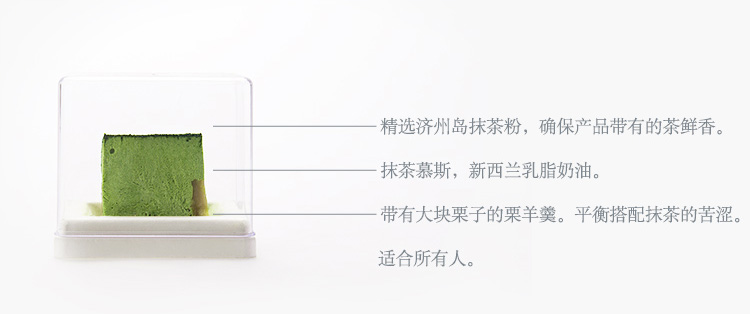 精选济州岛抹茶粉，确保产品带有的茶鲜香。
抹茶慕斯，新西兰乳脂奶油。
带有大块栗子的栗羊羹。平衡搭配抹茶的苦涩。
适合所有人。